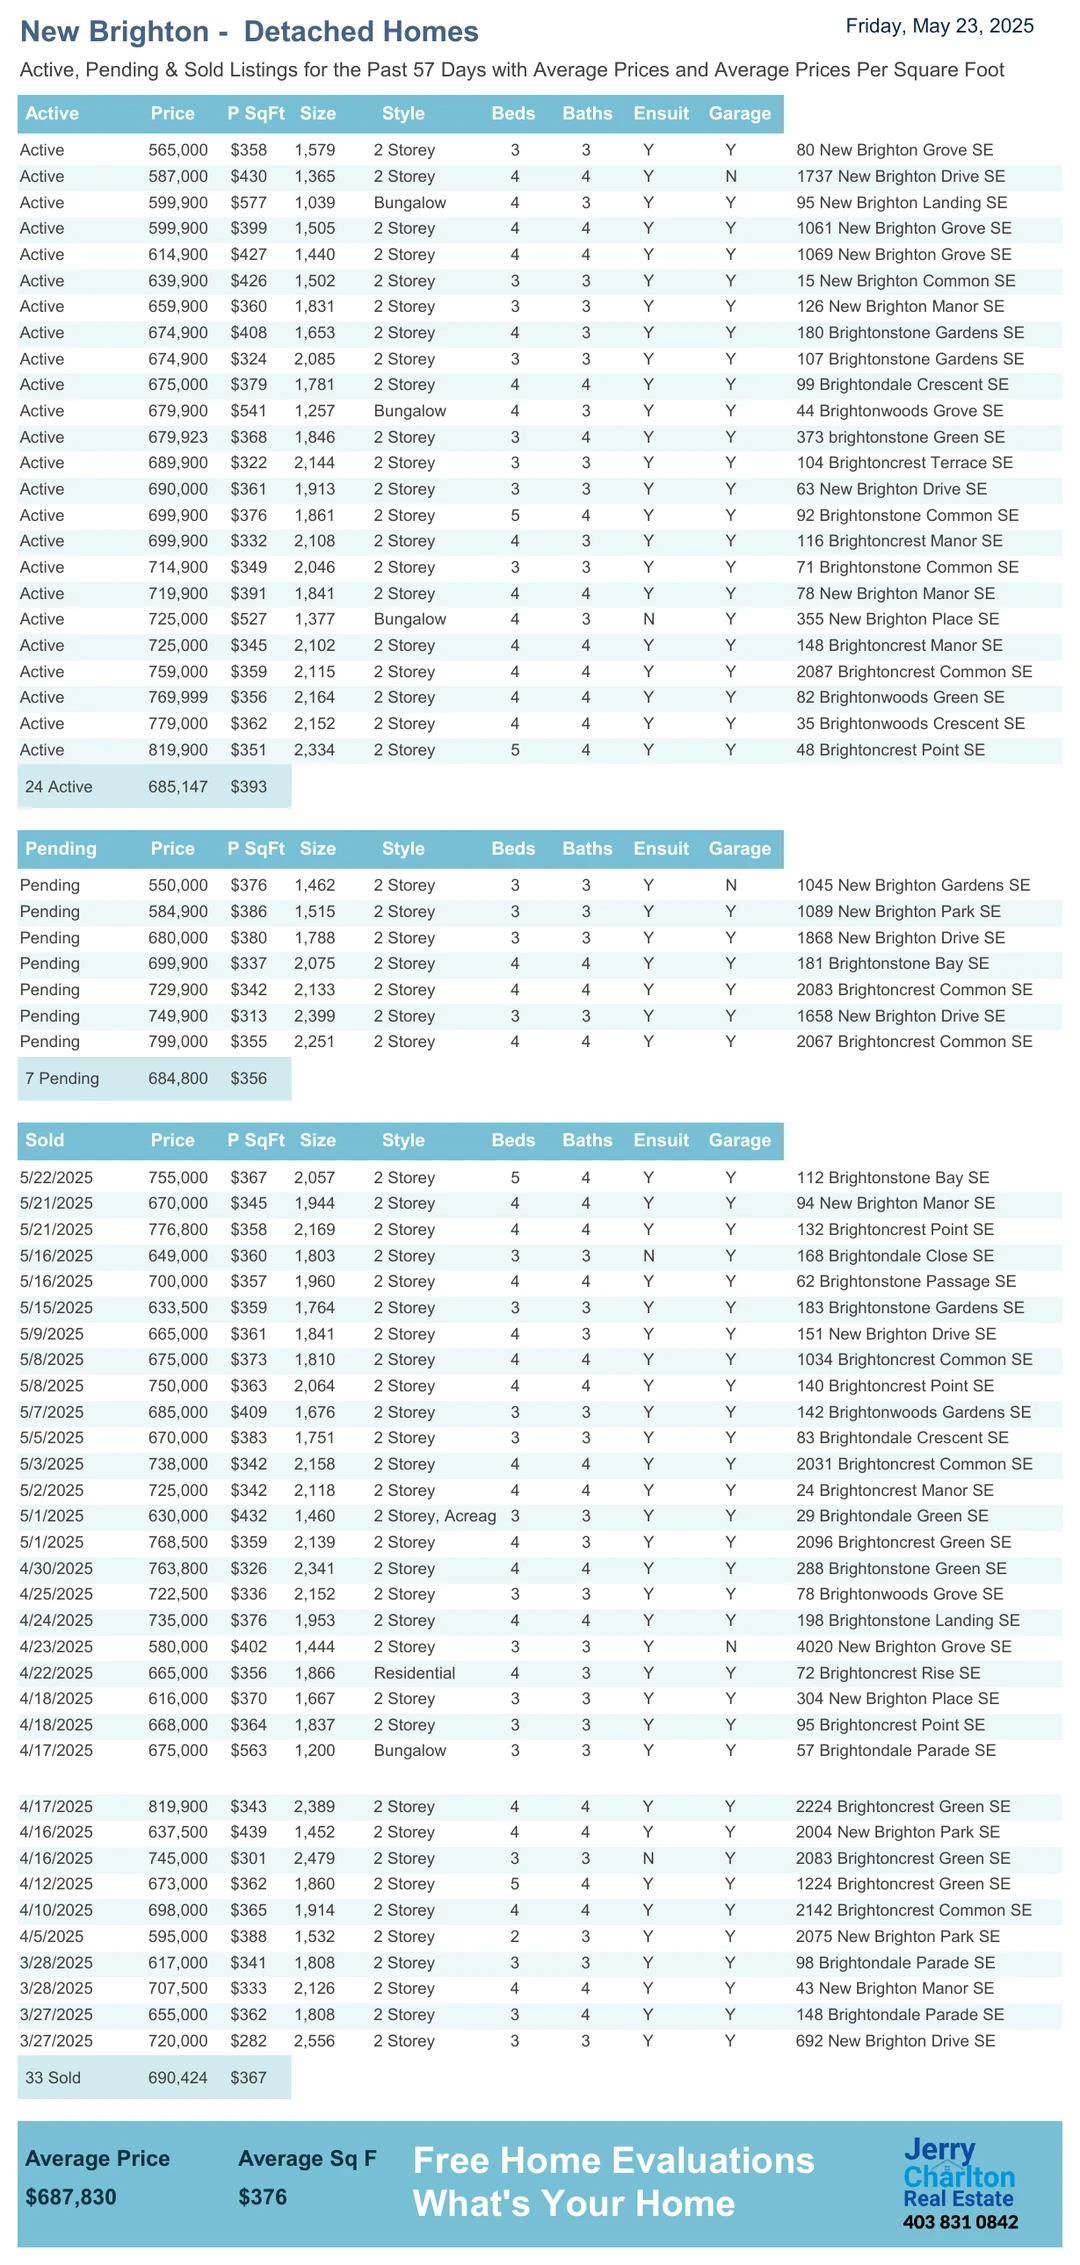 New Brighton -  Detached Homes
Friday, May 23, 2025
Active, Pending & Sold Listings for the Past 57 Days with Average Prices and Average Prices Per Square Foot
Active Price P SqFt Size Style Beds Baths Ensuit Garage
Active 565,000 $358 1,579 2 Storey 3 3 Y Y 80 New Brighton Grove SE
Active 587,000 $430 1,365 2 Storey 4 4 Y N 1737 New Brighton Drive SE
Active 599,900 $577 1,039 Bungalow 4 3 Y Y 95 New Brighton Landing SE
Active 599,900 $399 1,505 2 Storey 4 4 Y Y 1061 New Brighton Grove SE
Active 614,900 $427 1,440 2 Storey 4 4 Y Y 1069 New Brighton Grove SE
Active 639,900 $426 1,502 2 Storey 3 3 Y Y 15 New Brighton Common SE
Active 659,900 $360 1,831 2 Storey 3 3 Y Y 126 New Brighton Manor SE
Active 674,900 $408 1,653 2 Storey 4 3 Y Y 180 Brightonstone Gardens SE
Active 674,900 $324 2,085 2 Storey 3 3 Y Y 107 Brightonstone Gardens SE
Active 675,000 $379 1,781 2 Storey 4 4 Y Y 99 Brightondale Crescent SE
Active 679,900 $541 1,257 Bungalow 4 3 Y Y 44 Brightonwoods Grove SE
Active 679,923 $368 1,846 2 Storey 3 4 Y Y 373 brightonstone Green SE
Active 689,900 $322 2,144 2 Storey 3 3 Y Y 104 Brightoncrest Terrace SE
Active 690,000 $361 1,913 2 Storey 3 3 Y Y 63 New Brighton Drive SE
Active 699,900 $376 1,861 2 Storey 5 4 Y Y 92 Brightonstone Common SE
Active 699,900 $332 2,108 2 Storey 4 3 Y Y 116 Brightoncrest Manor SE
Active 714,900 $349 2,046 2 Storey 3 3 Y Y 71 Brightonstone Common SE
Active 719,900 $391 1,841 2 Storey 4 4 Y Y 78 New Brighton Manor SE
Active 725,000 $527 1,377 Bungalow 4 3 N Y 355 New Brighton Place SE
Active 725,000 $345 2,102 2 Storey 4 4 Y Y 148 Brightoncrest Manor SE
Active 759,000 $359 2,115 2 Storey 4 4 Y Y 2087 Brightoncrest Common SE
Active 769,999 $356 2,164 2 Storey 4 4 Y Y 82 Brightonwoods Green SE
Active 779,000 $362 2,152 2 Storey 4 4 Y Y 35 Brightonwoods Crescent SE
Active 819,900 $351 2,334 2 Storey 5 4 Y Y 48 Brightoncrest Point SE
24 Active 685,147 $393
Pending Price P SqFt Size Style Beds Baths Ensuit Garage
Pending 550,000 $376 1,462 2 Storey 3 3 Y N 1045 New Brighton Gardens SE
Pending 584,900 $386 1,515 2 Storey 3 3 Y Y 1089 New Brighton Park SE
Pending 680,000 $380 1,788 2 Storey 3 3 Y Y 1868 New Brighton Drive SE
Pending 699,900 $337 2,075 2 Storey 4 4 Y Y 181 Brightonstone Bay SE
Pending 729,900 $342 2,133 2 Storey 4 4 Y Y 2083 Brightoncrest Common SE
Pending 749,900 $313 2,399 2 Storey 3 3 Y Y 1658 New Brighton Drive SE
Pending 799,000 $355 2,251 2 Storey 4 4 Y Y 2067 Brightoncrest Common SE
7 Pending 684,800 $356
Sold Price P SqFt Size Style Beds Baths Ensuit Garage
5/22/2025 755,000 $367 2,057 2 Storey 5 4 Y Y 112 Brightonstone Bay SE
5/21/2025 670,000 $345 1,944 2 Storey 4 4 Y Y 94 New Brighton Manor SE
5/21/2025 776,800 $358 2,169 2 Storey 4 4 Y Y 132 Brightoncrest Point SE
5/16/2025 649,000 $360 1,803 2 Storey 3 3 N Y 168 Brightondale Close SE
5/16/2025 700,000 $357 1,960 2 Storey 4 4 Y Y 62 Brightonstone Passage SE
5/15/2025 633,500 $359 1,764 2 Storey 3 3 Y Y 183 Brightonstone Gardens SE
5/9/2025 665,000 $361 1,841 2 Storey 4 3 Y Y 151 New Brighton Drive SE
5/8/2025 675,000 $373 1,810 2 Storey 4 4 Y Y 1034 Brightoncrest Common SE
5/8/2025 750,000 $363 2,064 2 Storey 4 4 Y Y 140 Brightoncrest Point SE
5/7/2025 685,000 $409 1,676 2 Storey 3 3 Y Y 142 Brightonwoods Gardens SE
5/5/2025 670,000 $383 1,751 2 Storey 3 3 Y Y 83 Brightondale Crescent SE
5/3/2025 738,000 $342 2,158 2 Storey 4 4 Y Y 2031 Brightoncrest Common SE
5/2/2025 725,000 $342 2,118 2 Storey 4 4 Y Y 24 Brightoncrest Manor SE
5/1/2025 630,000 $432 1,460 2 Storey, Acreag 3 3 Y Y 29 Brightondale Green SE
5/1/2025 768,500 $359 2,139 2 Storey 4 3 Y Y 2096 Brightoncrest Green SE
4/30/2025 763,800 $326 2,341 2 Storey 4 4 Y Y 288 Brightonstone Green SE
4/25/2025 722,500 $336 2,152 2 Storey 3 3 Y Y 78 Brightonwoods Grove SE
4/24/2025 735,000 $376 1,953 2 Storey 4 4 Y Y 198 Brightonstone Landing SE
4/23/2025 580,000 $402 1,444 2 Storey 3 3 Y N 4020 New Brighton Grove SE
4/22/2025 665,000 $356 1,866 Residential 4 3 Y Y 72 Brightoncrest Rise SE
4/18/2025 616,000 $370 1,667 2 Storey 3 3 Y Y 304 New Brighton Place SE
4/18/2025 668,000 $364 1,837 2 Storey 3 3 Y Y 95 Brightoncrest Point SE
4/17/2025 675,000 $563 1,200 Bungalow 3 3 Y Y 57 Brightondale Parade SE
4/17/2025 819,900 $343 2,389 2 Storey 4 4 Y Y 2224 Brightoncrest Green SE
4/16/2025 637,500 $439 1,452 2 Storey 4 4 Y Y 2004 New Brighton Park SE
4/16/2025 745,000 $301 2,479 2 Storey 3 3 N Y 2083 Brightoncrest Green SE
4/12/2025 673,000 $362 1,860 2 Storey 5 4 Y Y 1224 Brightoncrest Green SE
4/10/2025 698,000 $365 1,914 2 Storey 4 4 Y Y 2142 Brightoncrest Common SE
4/5/2025 595,000 $388 1,532 2 Storey 2 3 Y Y 2075 New Brighton Park SE
3/28/2025 617,000 $341 1,808 2 Storey 3 3 Y Y 98 Brightondale Parade SE
3/28/2025 707,500 $333 2,126 2 Storey 4 4 Y Y 43 New Brighton Manor SE
3/27/2025 655,000 $362 1,808 2 Storey 3 4 Y Y 148 Brightondale Parade SE
3/27/2025 720,000 $282 2,556 2 Storey 3 3 Y Y 692 New Brighton Drive SE
33 Sold 690,424 $367
Average Price Average Sq F
$687,830 $376
Free Home Evaluations
What's Your Home
Jerry
Charlton
Real Estate
403 831 0842